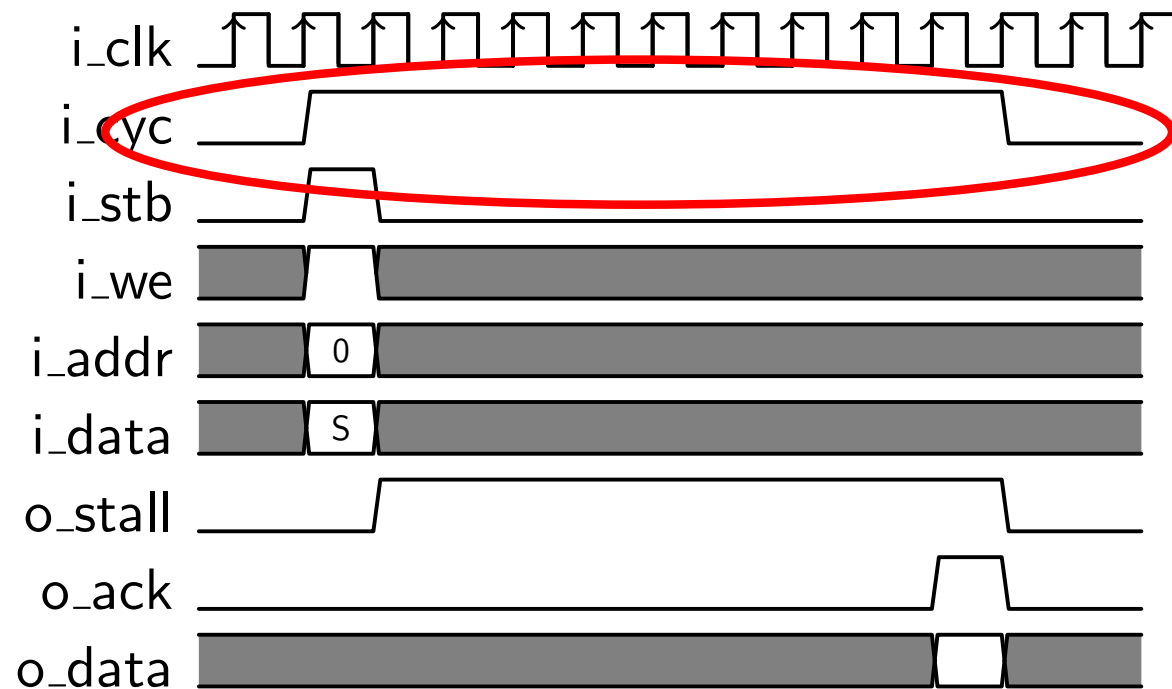 i_clk
i_cyc
i_stb
i_we
i_addr 0
i_data S
o_stall
o_ack
o_data